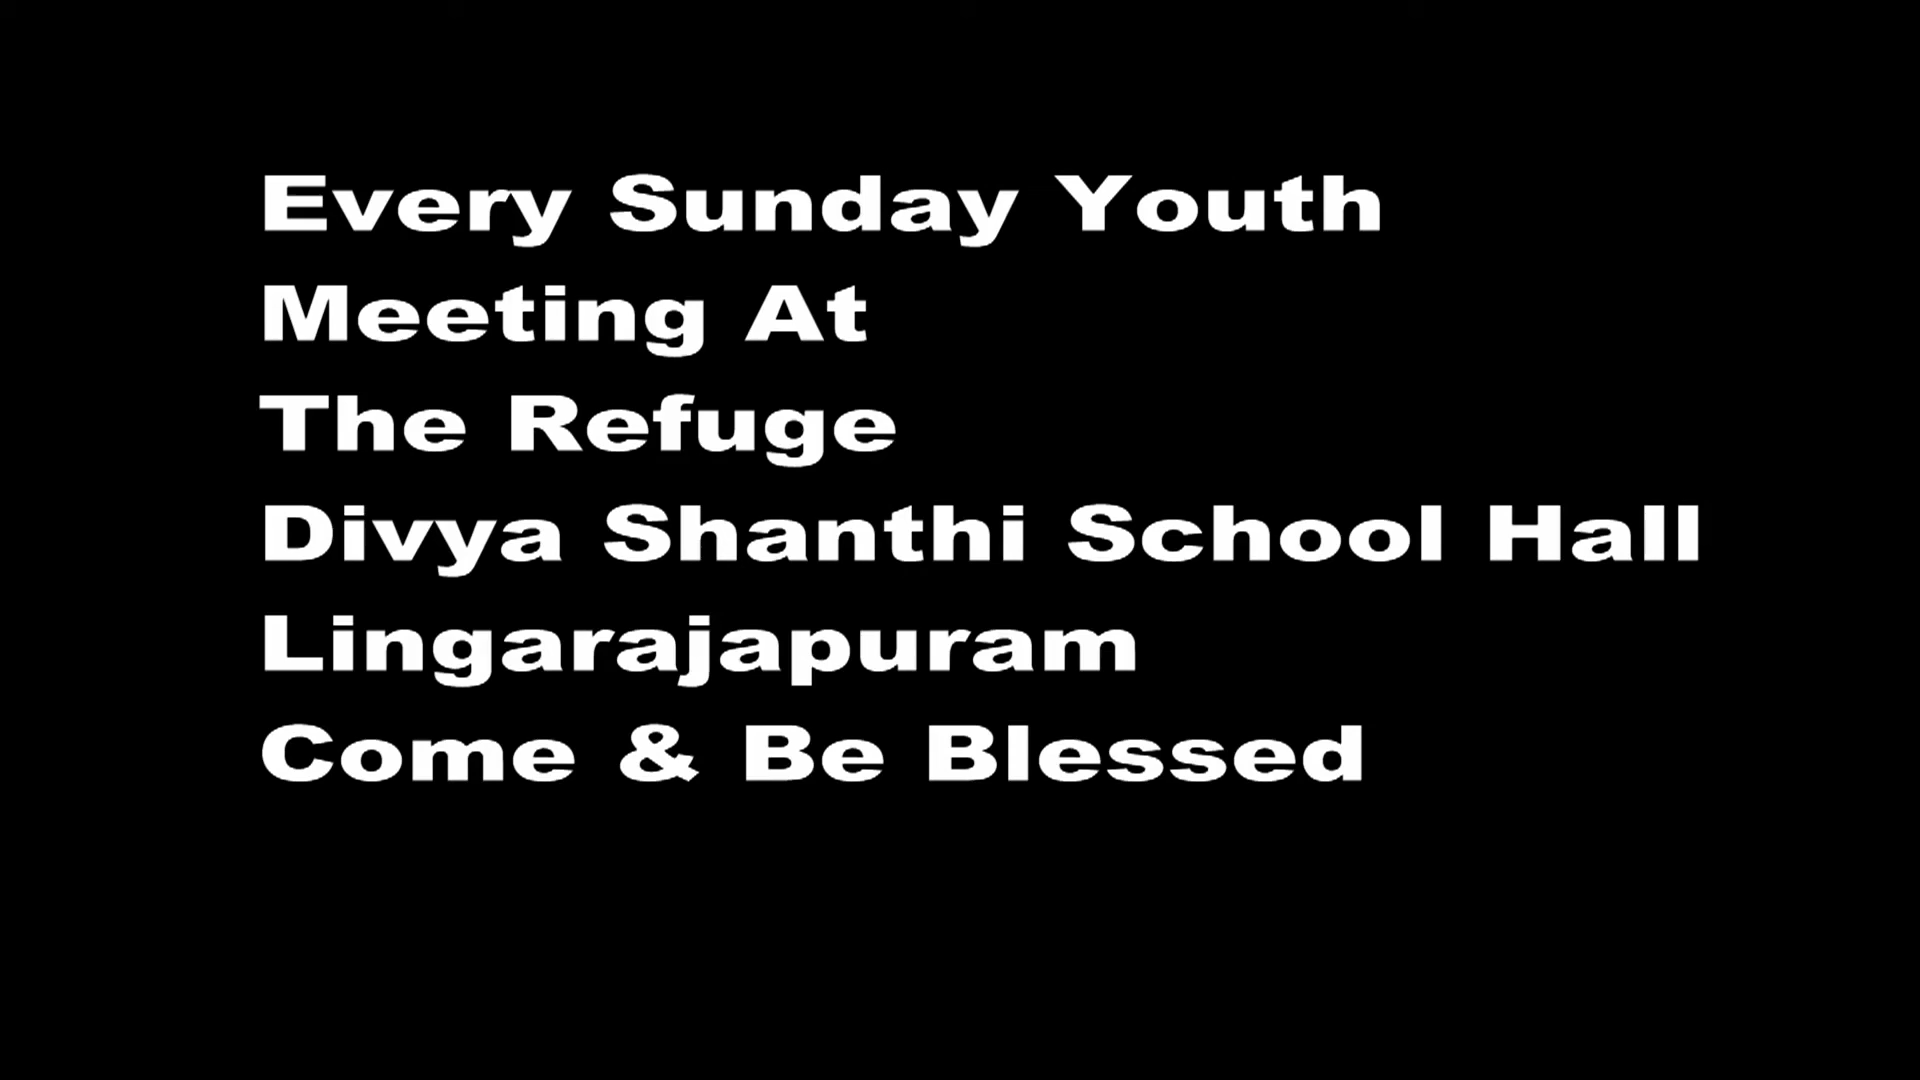 Every Sunday Youth
Meeting At
The Refuge
Divya Shanthi School Hall
Lingarajapuram
Come & Be Blessed